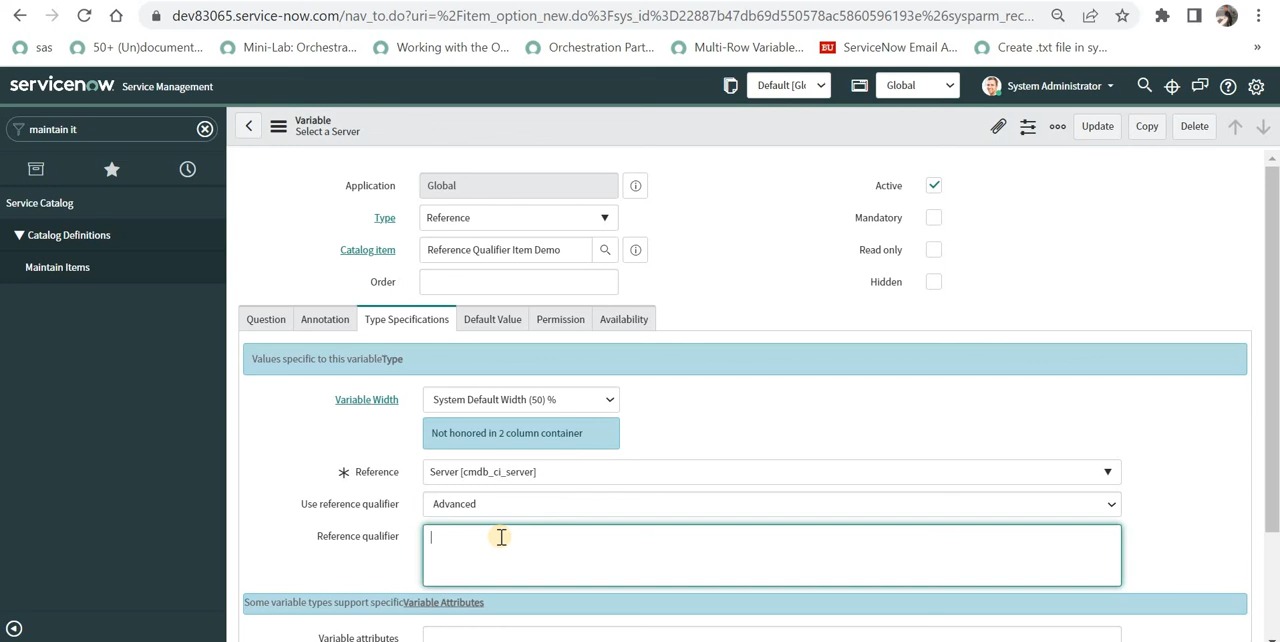 dev83065.service-now.com/nav_to.do?uri=%2Fitem_option_new.do%3Fsys_id%3D22887b47db69d550578ac5860596193e%26sysparm_rec...
sas
50+ (Un)document...
Mini-Lab: Orchestra...
Working with the O...
Orchestration Part...
Multi-Row Variable...
BU
ServiceNow Email A...
Create .txt file in sy...
»
servicenow Service Management
Default [Gl
Global
System Administrator
maintain it
Variable
Select a Server
Update
Copy
Delete
Service Catalog
Catalog Definitions
Maintain Items
Application
Global
Active
Type
Reference
Mandatory
Catalog item
Reference Qualifier Item Demo
Read only
Order
Hidden
Question
Annotation
Type Specifications
Default Value
Permission
Availability
Values specific to this variableType
Variable Width
System Default Width (50) %
Not honored in 2 column container
Reference
Server [cmdb_ci_server]
Use reference qualifier
Advanced
Reference qualifier
Some variable types support specificVariable Attributes
Variable attributes